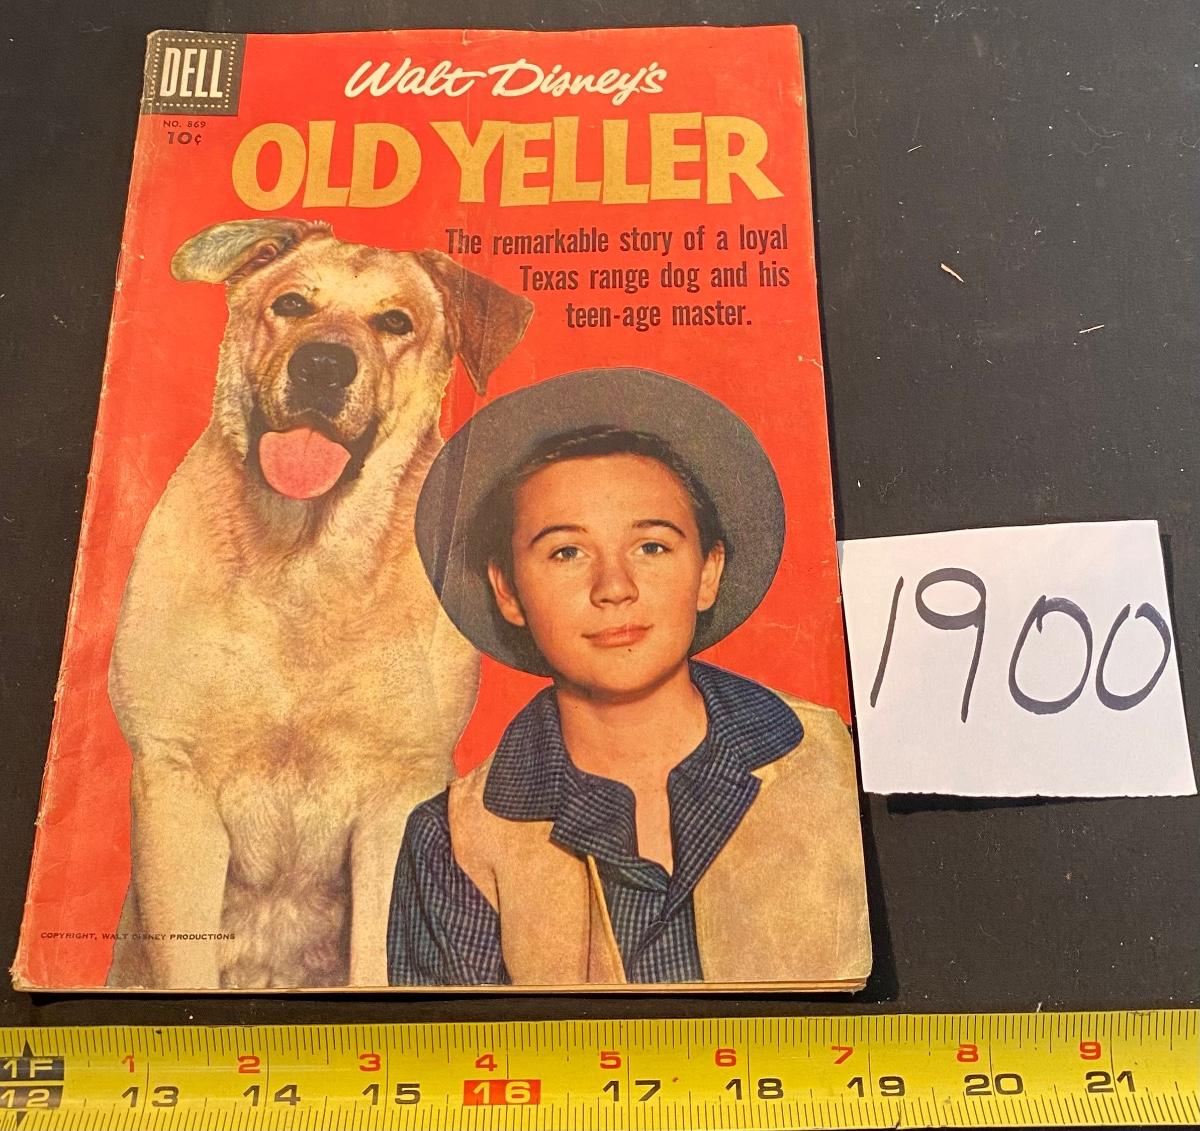 DELL
NO. 869
10¢
Walt Disney's
OLD YELLER
The remarkable story of a loyal
Texas range dog and his
teen-age master.
1900
COPYRIGHT, WALT DISNEY PRODUCTIONS
1F 1 2 3 4 5 6 7 8 9
12 13 14 15 16 17 18 19 20 21